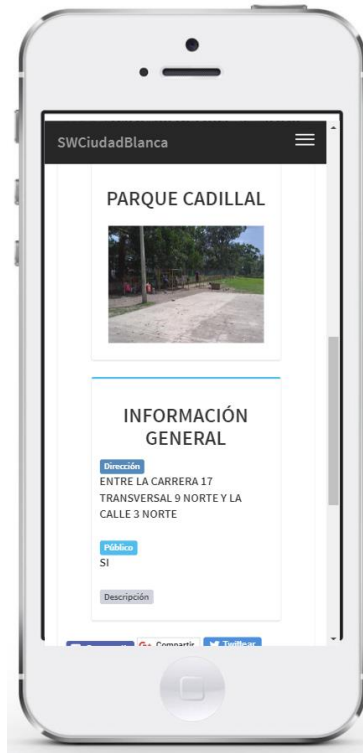 SWCiudadBlanca
PARQUE CADILLAL
INFORMACIÓN
GENERAL
Dirección
ENTRE LA CARRERA 17
TRANSVERSAL 9 NORTE Y LA
CALLE 3 NORTE
Público
SI
Descripción
G+ Compartir Twittear